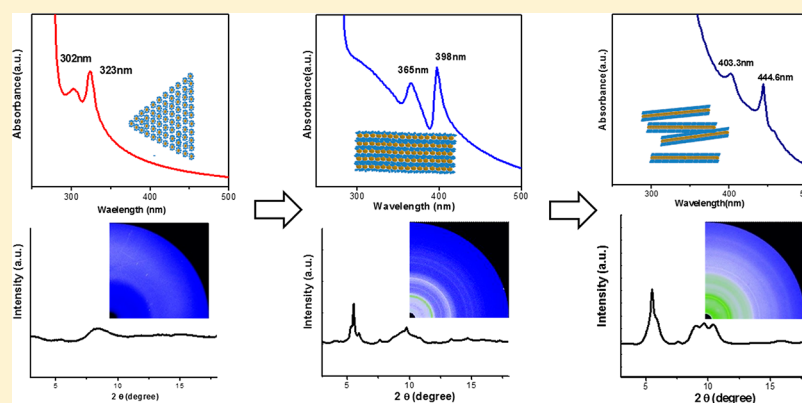 Absorbance(a.u.)
302nm
323nm
300
400
500
Waelength (nm)
Absorbance(a.u.)
365nm
398nm
300
400
500
Wavelength (nm)
Absorbance (a.u.)
403.3nm
444.6nm
300
400
500
Wavelength(nm)
Intensity (a.u.)
5
10
15
2 θ (degree)
Intensity (a.u.)
5
10
15
2 θ (degree)
Intensity (a.u.)
5
10
15
2 θ (degree)